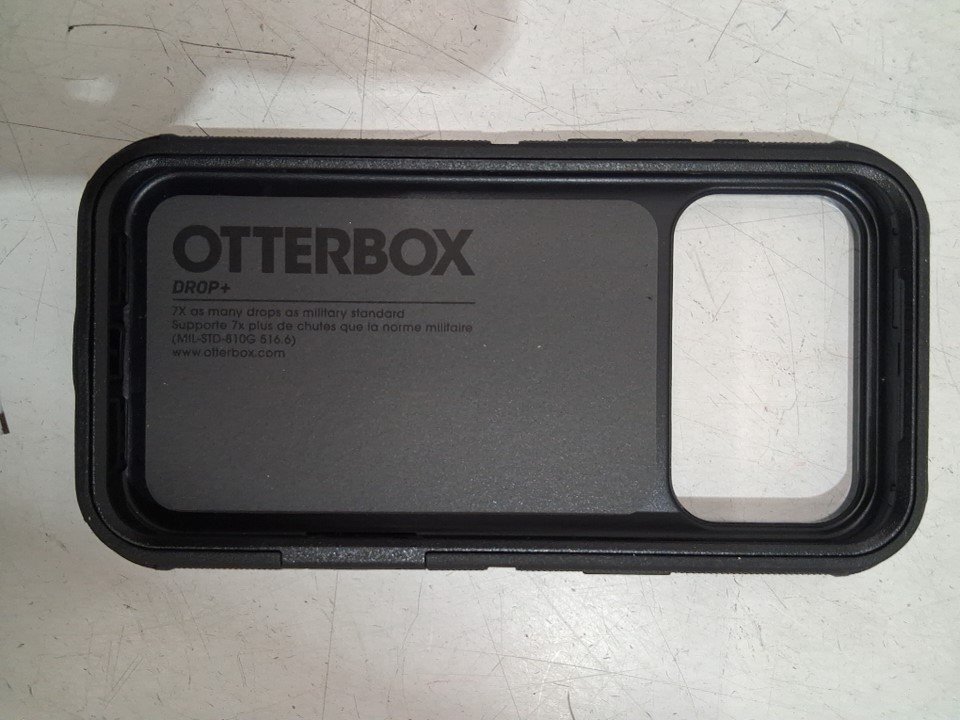 OTTERBOX
DROP+
7X as many drops as military standard
Supporte 7x plus de chutes que la norme militaire
(MIL-STD-810G 516.6)
www.otterbox.com